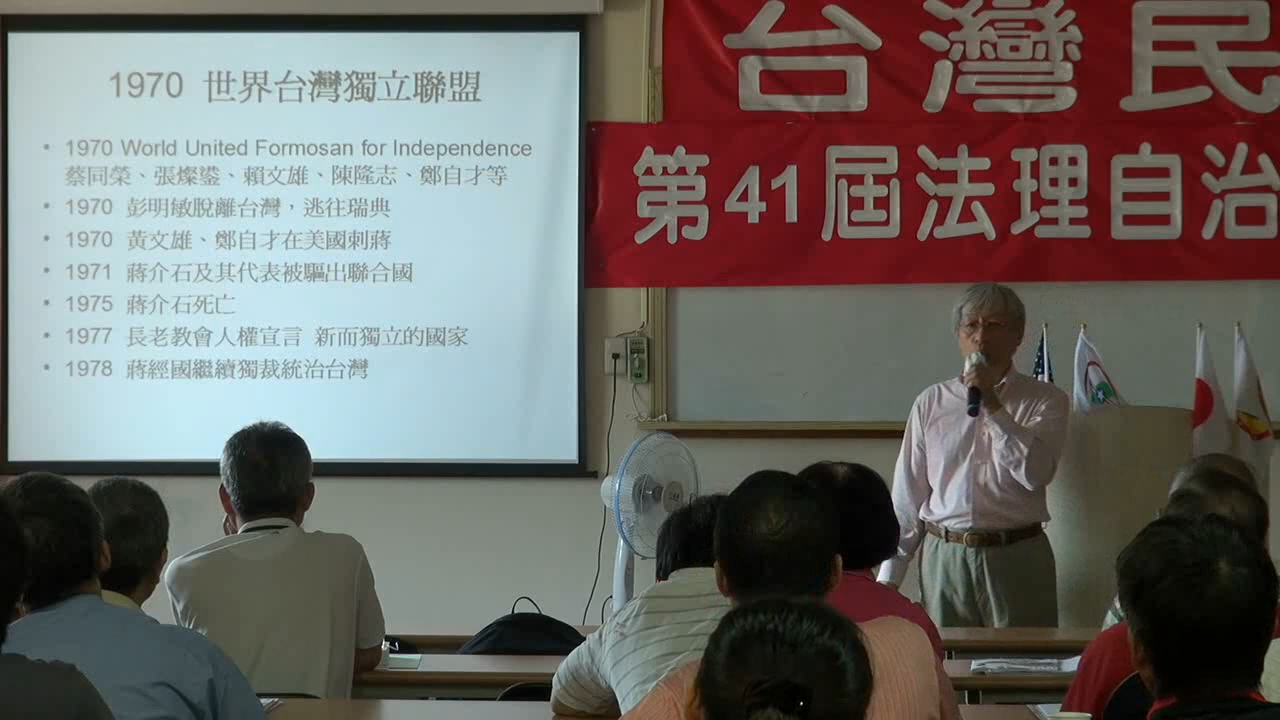 1970 世界台灣獨立聯盟
• 1970 World United Formosan for Independence
蔡同榮、張燦鍙、賴文雄、陳隆志、鄭自才等
• 1970 彭明敏脫離台灣，逃往瑞典
• 1970 黃文雄、鄭自才在美國刺蔣
• 1971 蔣介石及其代表被驅出聯合國
• 1975 蔣介石死亡
• 1977 長老教會人權宣言 新而獨立的國家
• 1978 蔣經國繼續獨裁統治台灣
台灣民
第41屆法理自治